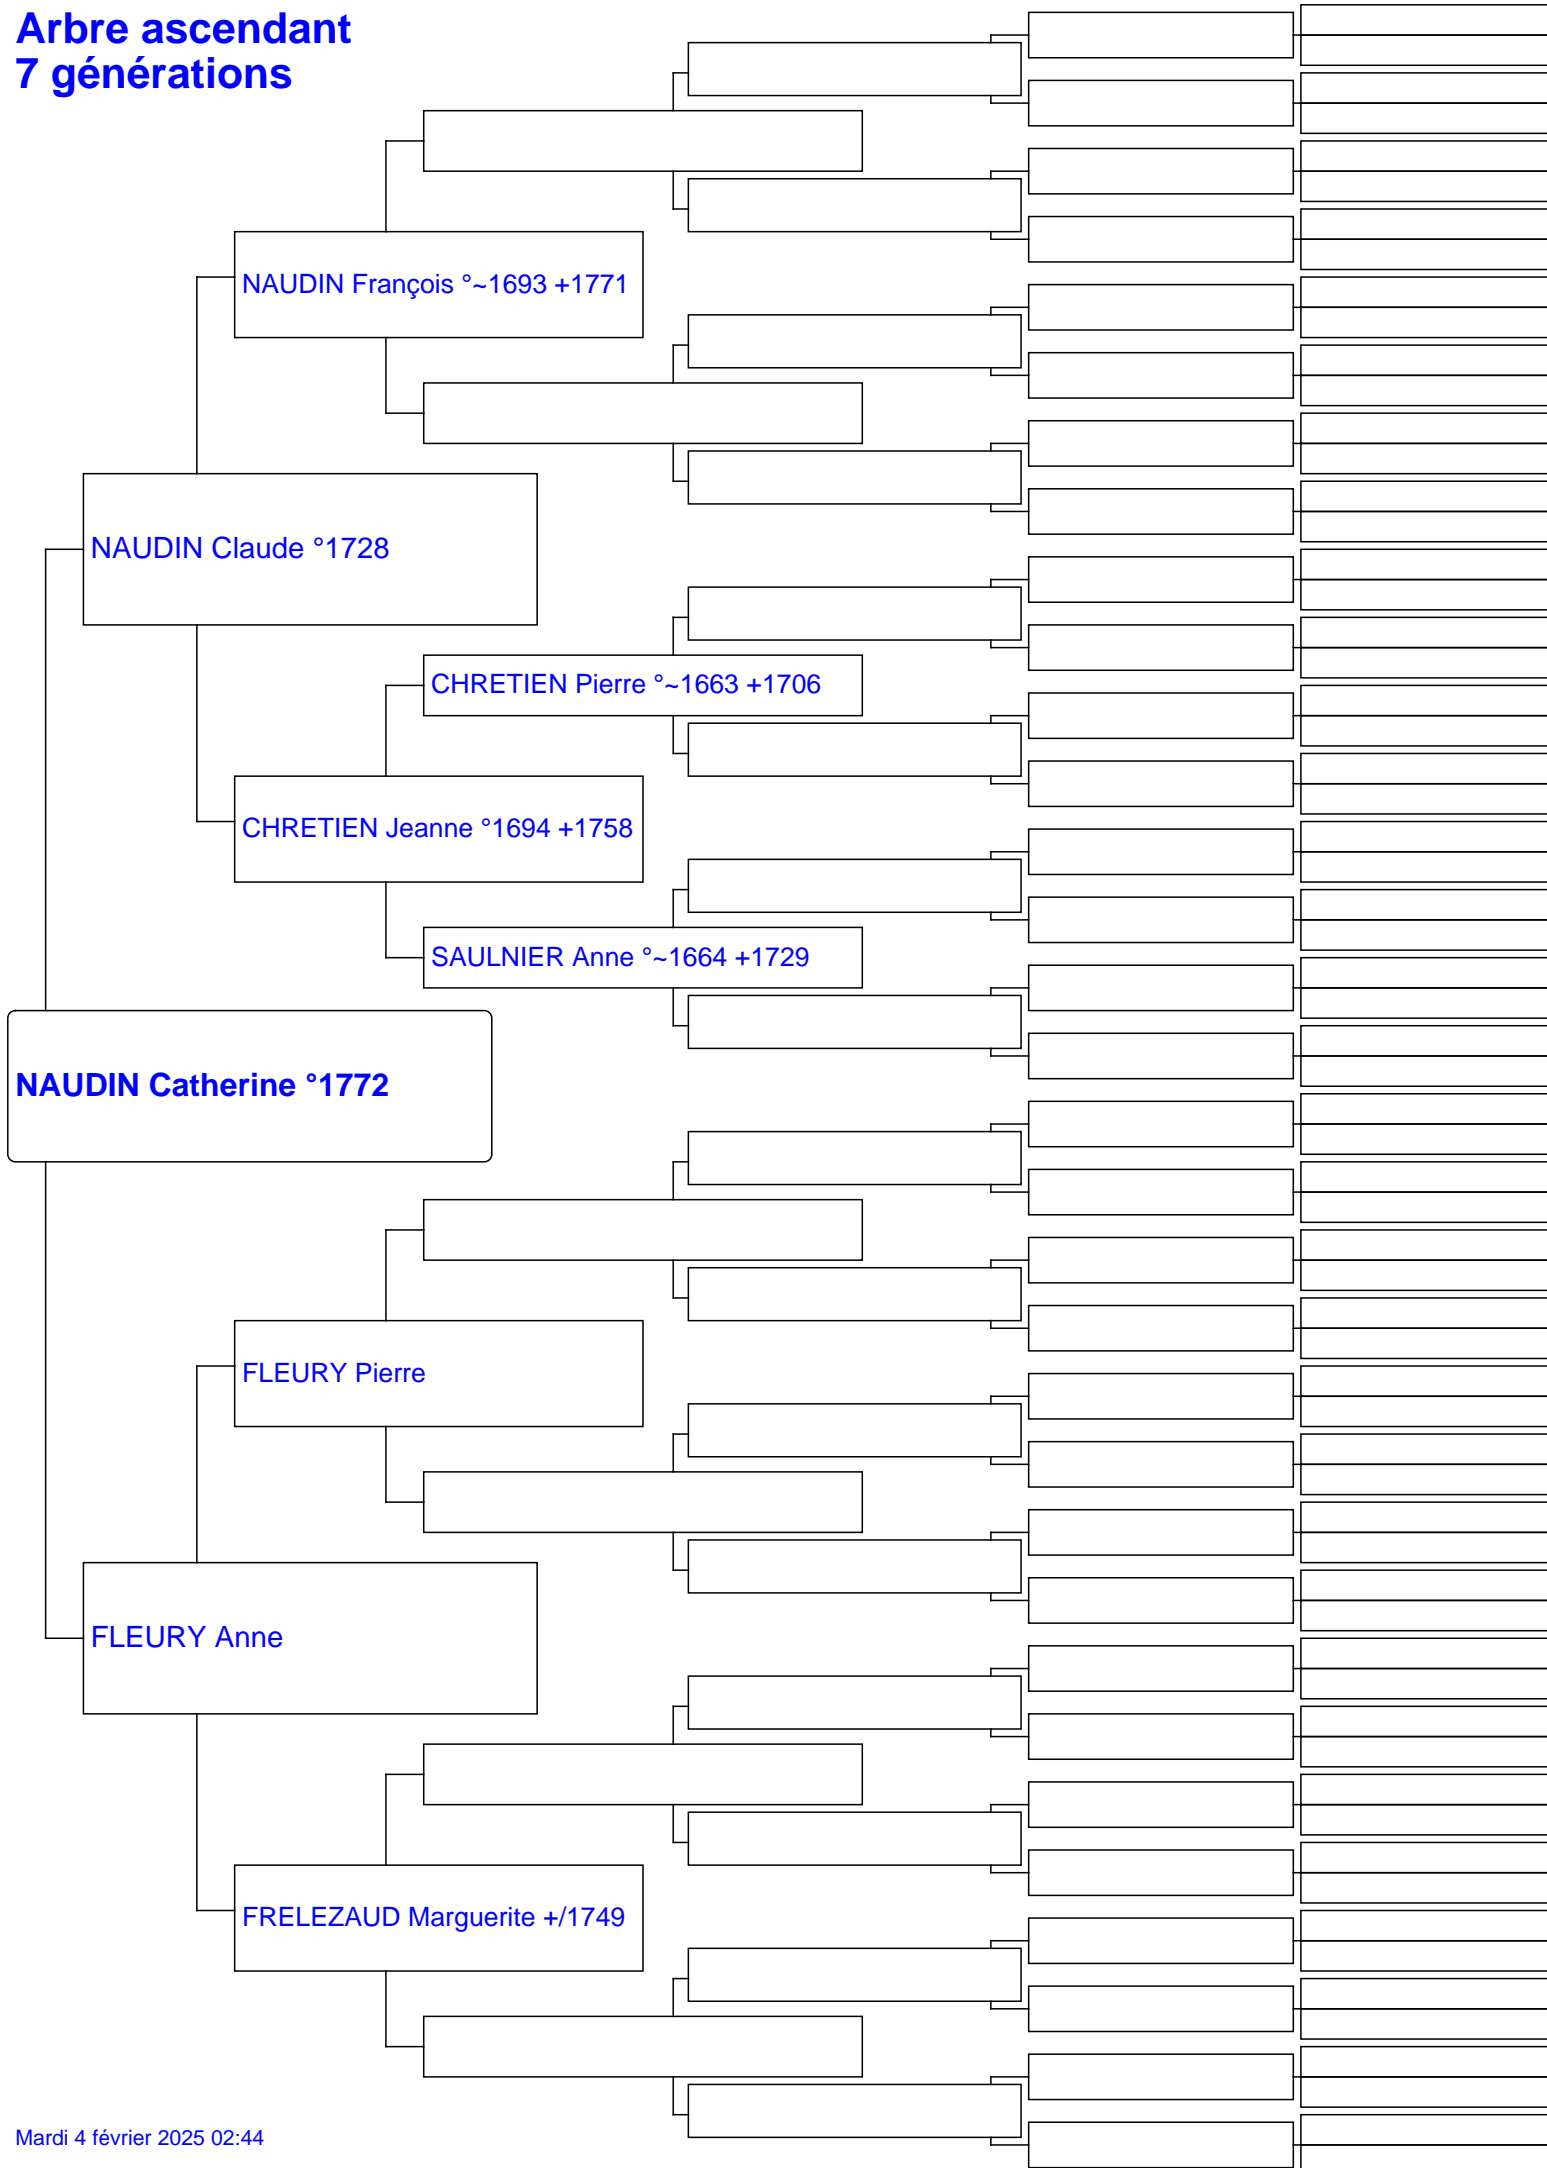 Arbre ascendant
7 générations
NAUDIN François °~1693 +1771
NAUDIN Claude °1728
CHRETIEN Pierre °~1663 +1706
CHRETIEN Jeanne °1694 +1758
SAULNIER Anne °~1664 +1729
NAUDIN Catherine °1772
FLEURY Pierre
FLEURY Anne
FRELEZAUD Marguerite +/1749
Mardi 4 février 2025 02:44